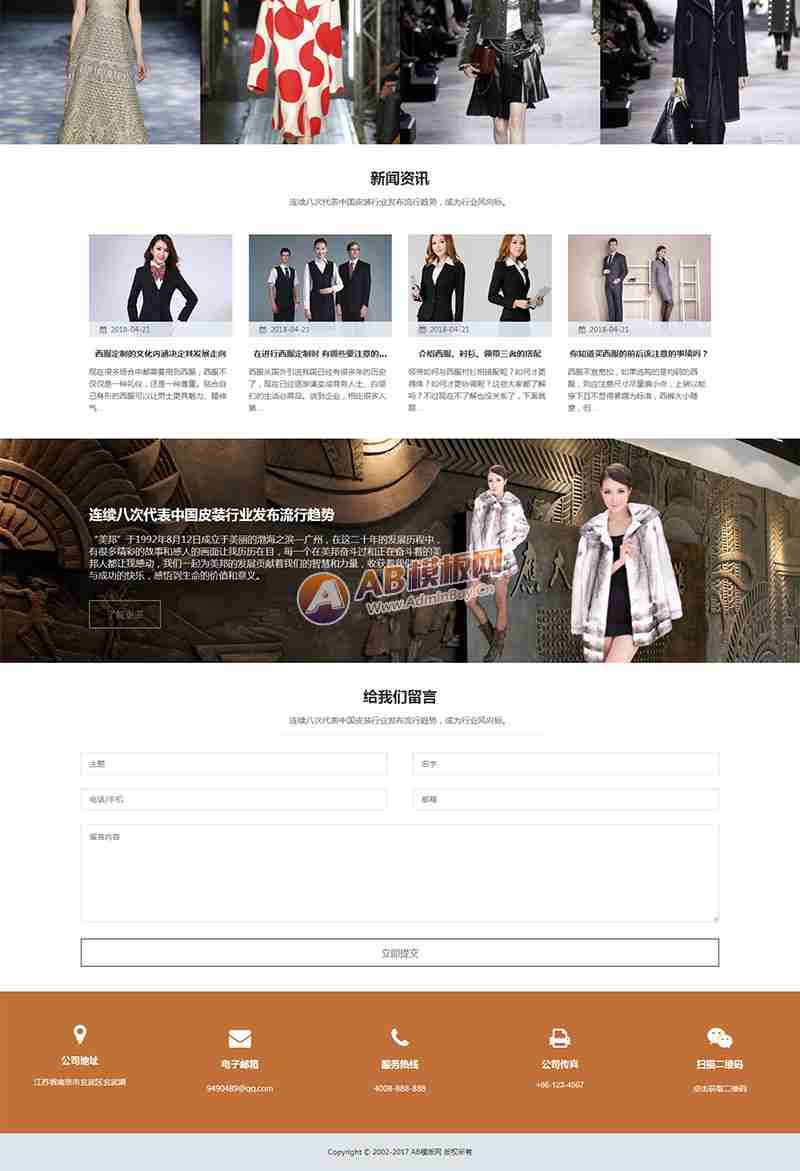 新闻资讯
连续八次代表中国皮装行业发布流行趋势，成为行业风向标。
2018-04-21
2018-04-21
2018-04-21
2018-04-21
西服定制的文化内涵决定其发展走向
在进行西服定制时 有哪些要注意的...
介绍西服、衬衫、领带三者的搭配
你知道买西服的前后该注意的事项吗？
现在很多场合中都需要用到西服，西服不
仅仅是一种礼仪，还是一种尊重。贴合自
己身形的西服可以让男士更具魅力、精神
气...
西服从国外引进我国已经有很多年的历史
了，现在已经逐渐演变成商务人士、白领
们的生活必需品。谈到企业，相比很多人
第...
领带如何与西服衬衫相搭配呢？如何才更
得体？如何才更协调呢？这些大家都了解
吗？不过现在不了解也没关系了，下面就
跟...
西服不宜宽松，如果选购的是均码的西
服，则应注意尺寸尽量偏小点，上装以能
穿下且不显得紧绷为标准，西裤大小随
意，但...
连续八次代表中国皮装行业发布流行趋势
“美邦”于1992年8月12日成立于美丽的渤海之滨—广州，在这二十年的发展历程中，
有很多精彩的故事和感人的画面让我历历在目，每一个在美邦奋斗过和正在奋斗着的美
邦人都让我感动，我们一起为美邦的发展贡献着我们的智慧和力量，收获着我们
与成功的快乐，感悟到生命的价值和意义。
了解更多
AB模板网
Www.AdminBuy.Cn
给我们留言
连续八次代表中国皮装行业发布流行趋势，成为行业风向标。
主题
名字
电话/手机
邮箱
留言内容
立即提交
公司地址
电子邮箱
服务热线
公司传真
扫描二维码
江苏省南京市玄武区玄武湖
9490489@qq.com
4008-888-888
+86-123-4567
点击获取二维码
Copyright © 2002-2017 AB模板网 版权所有